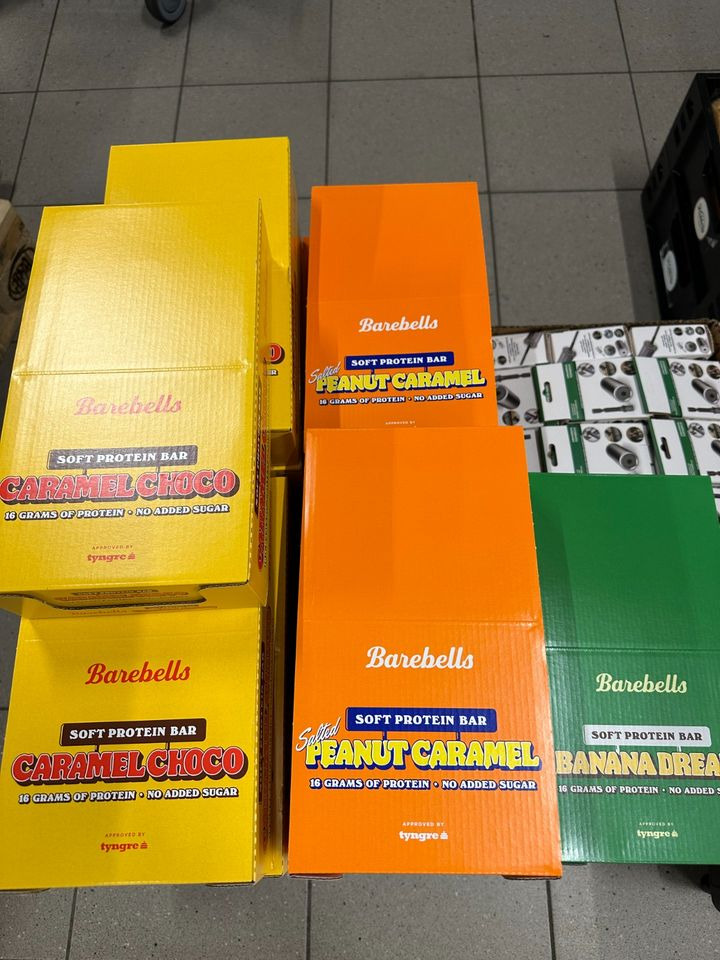 Barebells
SOFT PROTEIN BAR
Salted
PEANUT CARAMEL
16 GRAMS OF PROTEIN • NO ADDED SUGAR
APPROVED BY
Barebells
SOFT PROTEIN BAR
CARAMEL CHOCO
16 GRAMS OF PROTEIN • NO ADDED SUGAR
APPROVED BY
tyngre
Barebells
SOFT PROTEIN BAR
CARAMEL CHOCO
16 GRAMS OF PROTEIN • NO ADDED SUGAR
APPROVED BY
tyngre
Barebells
SOFT PROTEIN BAR
Salted
PEANUT CARAMEL
16 GRAMS OF PROTEIN • NO ADDED SUGAR
APPROVED BY
tyngre
Barebells
SOFT PROTEIN BAR
BANANA DREA
16 GRAMS OF PROTEIN • NO ADDED S
APPROVED BY
tyngre